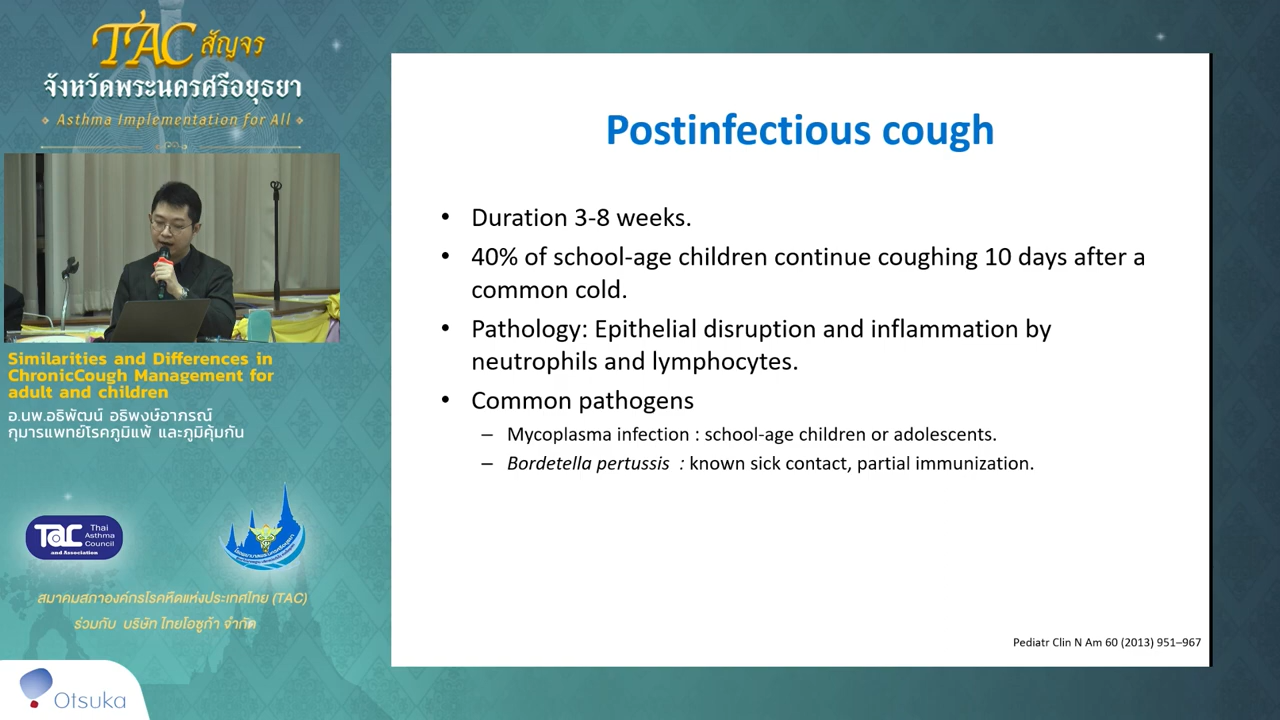 TAC สัญจร
จังหวัดพระนครศรีอยุธยา
Asthma Implementation for All
Similarities and Differences in
ChronicCough Management for
adult and children
อ.นพ.อธิพัฒน์ อธิพงษ์อาภรณ์
กุมารแพทย์โรคภูมิแพ้ และภูมิคุ้มกัน
TAC Thai
Asthma
Council
and Association
สมาคมสภาองค์กรโรคหืดแห่งประเทศไทย (TAC)
ร่วมกับ บริษัท ไทยโอซูก้า จำกัด
Otsuka
Postinfectious cough
• Duration 3-8 weeks.
• 40% of school-age children continue coughing 10 days after a
common cold.
• Pathology: Epithelial disruption and inflammation by
neutrophils and lymphocytes.
• Common pathogens
– Mycoplasma infection : school-age children or adolescents.
– Bordetella pertussis : known sick contact, partial immunization.
Pediatr Clin N Am 60 (2013) 951–967